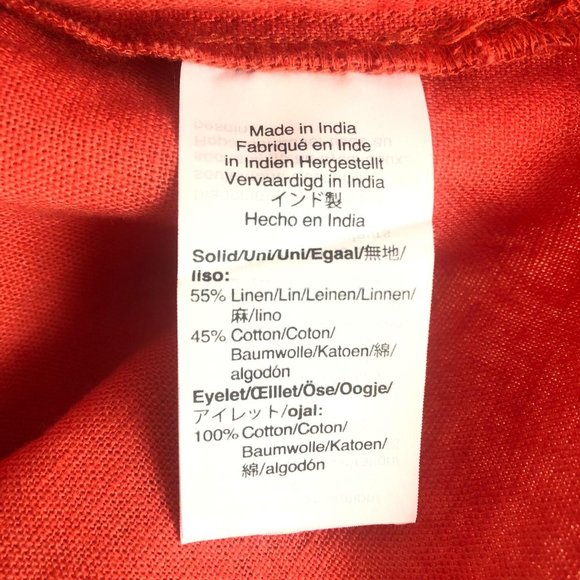 Made in India
Fabriqué en Inde
in Indien Hergestellt
Vervaardigd in India
インド製
Hecho en India
Solid/Uni/Uni/Egaal/無地/
liso:
55% Linen/Lin/Leinen/Linnen/
麻/lino
45% Cotton/Coton/
Baumwolle/Katoen/綿/
algodón
Eyelet/Œillet/Öse/Oogje/
アイレット/ojal:
100% Cotton/Coton/
Baumwolle/Katoen/
綿/algodón